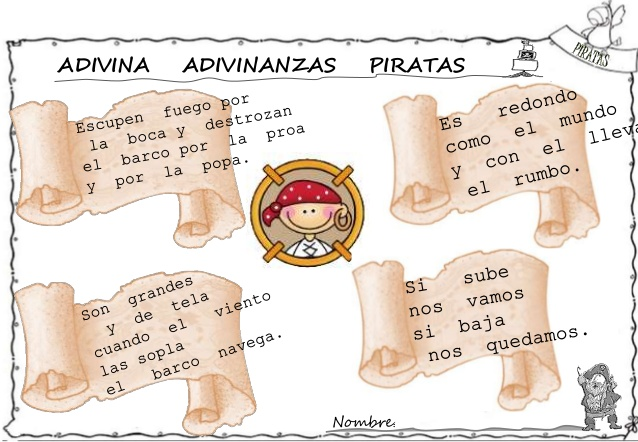 PIRATAS
ADIVINA ADIVINANZAS PIRATAS
Escupen fuego por
la boca y destrozan
el barco por la proa
y por la popa.
Es redondo
como el mundo
y con el lleva
el rumbo.
Son grandes
y de tela
cuando el viento
las sopla
el barco navega.
Si sube
nos vamos
si baja
nos quedamos.
Nombre: